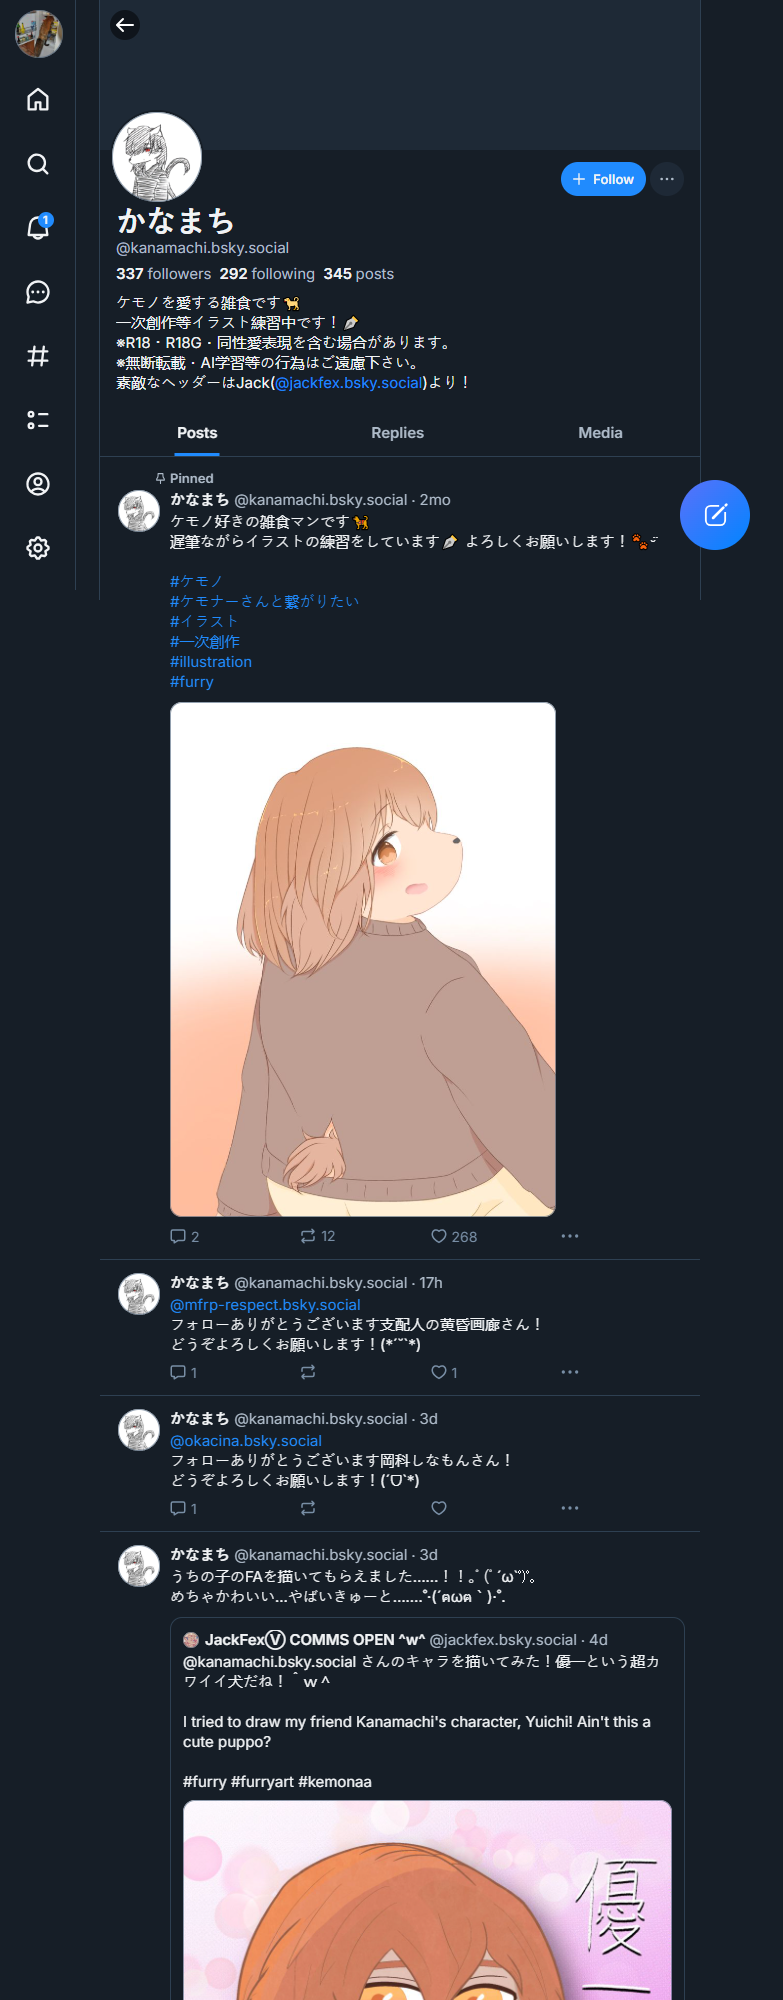 1
+ Follow
かなまち
@kanamachi.bsky.social
337 followers 292 following 345 posts
ケモノを愛する雑食です🐕
一次創作等イラスト練習中です！🖋
※R18・R18G・同性愛表現を含む場合があります。
※無断転載・AI学習等の行為はご遠慮下さい。
素敵なヘッダーはJack(@jackfex.bsky.social)より！
Posts Replies Media
Pinned
かなまち @kanamachi.bsky.social · 2mo
ケモノ好きの雑食マンです🐕
遅筆ながらイラストの練習をしています🖋 よろしくお願いします！🐾
#ケモノ
#ケモナーさんと繋がりたい
#イラスト
#一次創作
#illustration
#furry
2 12 268
かなまち @kanamachi.bsky.social · 17h
@mfrp-respect.bsky.social
フォローありがとうございます支配人の黄昏画廊さん！
どうぞよろしくお願いします！(*´˘`*)
1 1
かなまち @kanamachi.bsky.social · 3d
@okacina.bsky.social
フォローありがとうございます岡科しなもんさん！
どうぞよろしくお願いします！(ˊᗜˋ*)
1
かなまち @kanamachi.bsky.social · 3d
うちの子のFAを描いてもらえました......！！
めちゃかわいい...やばいきゅーと.......°·(´ฅωฅ｀)·°.
JackFexⓋ COMMS OPEN ^w^ @jackfex.bsky.social · 4d
@kanamachi.bsky.social さんのキャラを描いてみた！優一という超カ
ワイイ犬だね！＾ｗ＾
I tried to draw my friend Kanamachi's character, Yuichi! Ain't this a
cute puppo?
#furry #furryart #kemonaa
優一